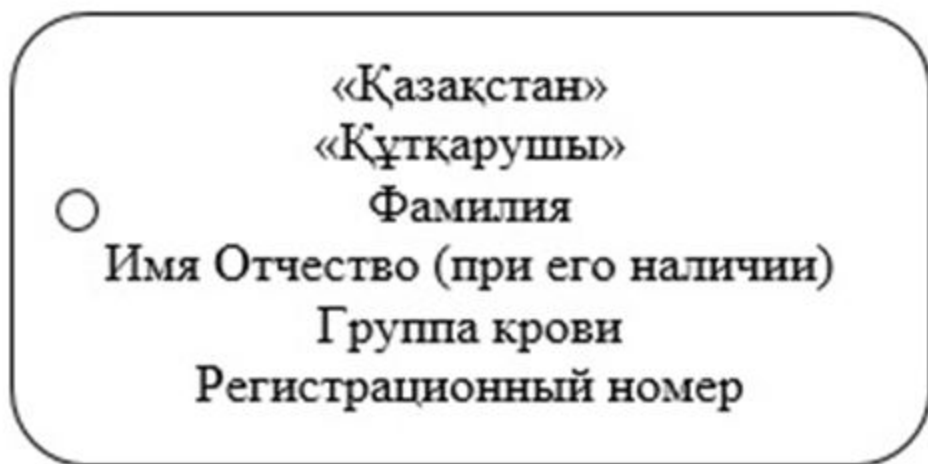 «Қазақстан»
«Құтқарушы»
Фамилия
Имя Отчество (при его наличии)
Группа крови
Регистрационный номер